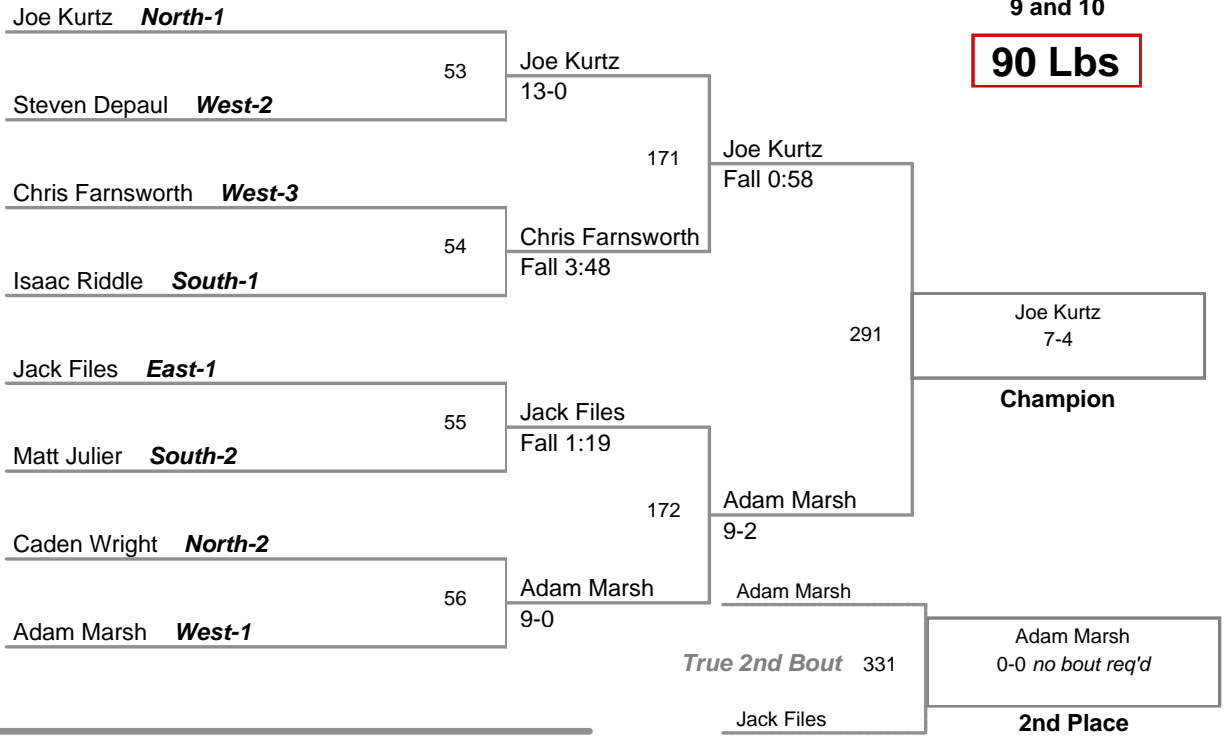 9 and 10
90 Lbs
Joe Kurtz North-1
53
Steven Depaul West-2
Joe Kurtz
13-0
171
Chris Farnsworth West-3
54
Isaac Riddle South-1
Chris Farnsworth
Fall 3:48
Joe Kurtz
Fall 0:58
291
Jack Files East-1
55
Matt Julier South-2
Jack Files
Fall 1:19
172
Caden Wright North-2
56
Adam Marsh West-1
Adam Marsh
9-0
Adam Marsh
9-2
Joe Kurtz
7-4
Champion
Adam Marsh
True 2nd Bout 331
Jack Files
Adam Marsh
0-0 no bout req'd
2nd Place